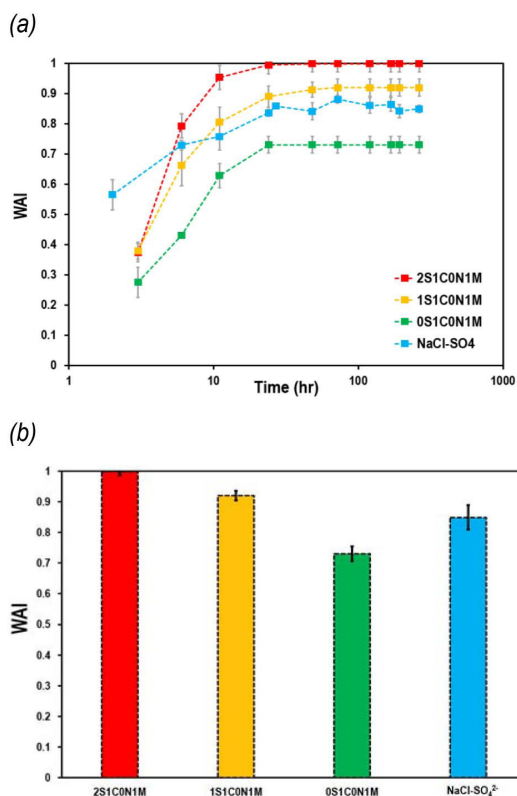 (a)
1
0.9
0.8
0.7
0.6
0.5
0.4
0.3
0.2
0.1
0
WAI
2S1C0N1M
1S1C0N1M
0S1C0N1M
NaCl-SO4
1 10 100 1000
Time (hr)
(b)
1
0.9
0.8
0.7
0.6
0.5
0.4
0.3
0.2
0.1
0
WAI
2S1C0N1M 1S1C0N1M 0S1C0N1M NaCl-SO₄²⁻